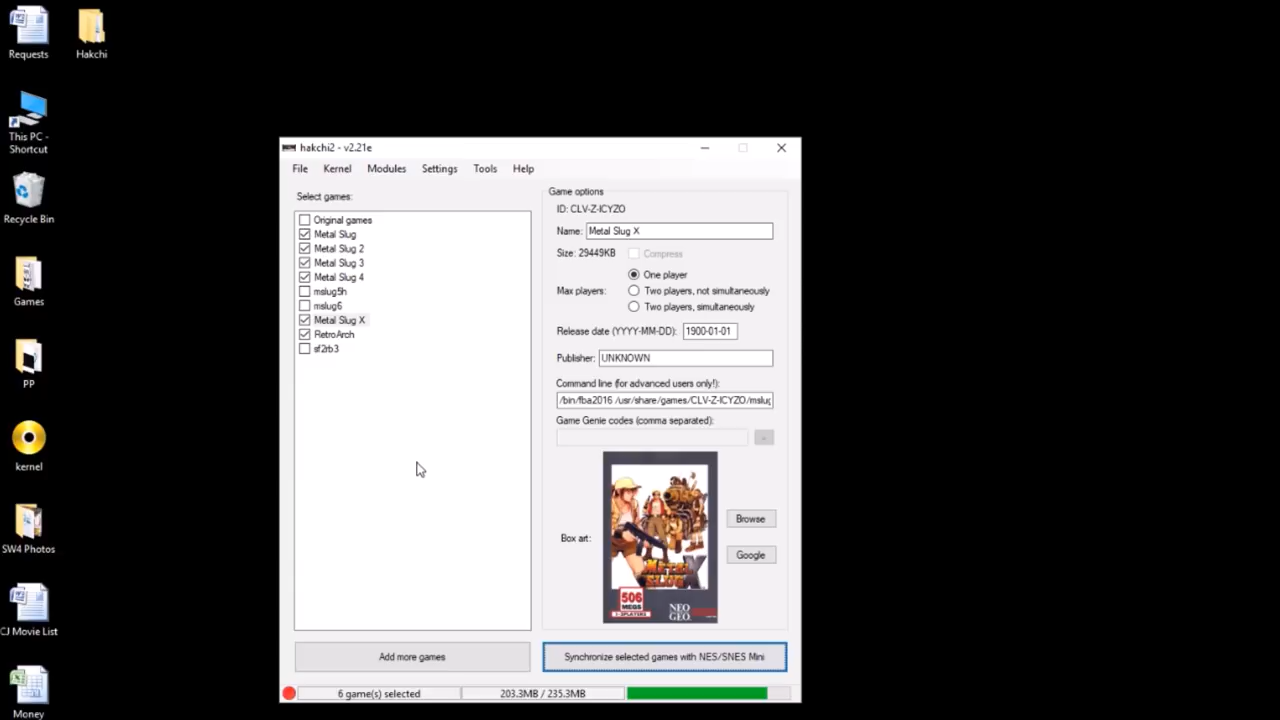 Requests
Hakchi
This PC -
Shortcut
Recycle Bin
Games
PP
kernel
SW4 Photos
CJ Movie List
Money
hakchi2 - v2.21e
File Kernel Modules Settings Tools Help
Select games:
Original games
Metal Slug
Metal Slug 2
Metal Slug 3
Metal Slug 4
mslug5h
mslug6
Metal Slug X
RetroArch
sf2rb3
Add more games
Game options
ID: CLV-Z-ICYZO
Name: Metal Slug X
Size: 29449KB Compress
Max players:
One player
Two players, not simultaneously
Two players, simultaneously
Release date (YYYY-MM-DD): 1900-01-01
Publisher: UNKNOWN
Command line (for advanced users only!):
/bin/fba2016 /usr/share/games/CLV-Z-ICYZO/mslug
Game Genie codes (comma separated):
Box art:
METAL
SLUG X
506
MEGS
NEO
GEO
Browse
Google
Synchronize selected games with NES/SNES Mini
6 game(s) selected
203.3MB / 235.3MB